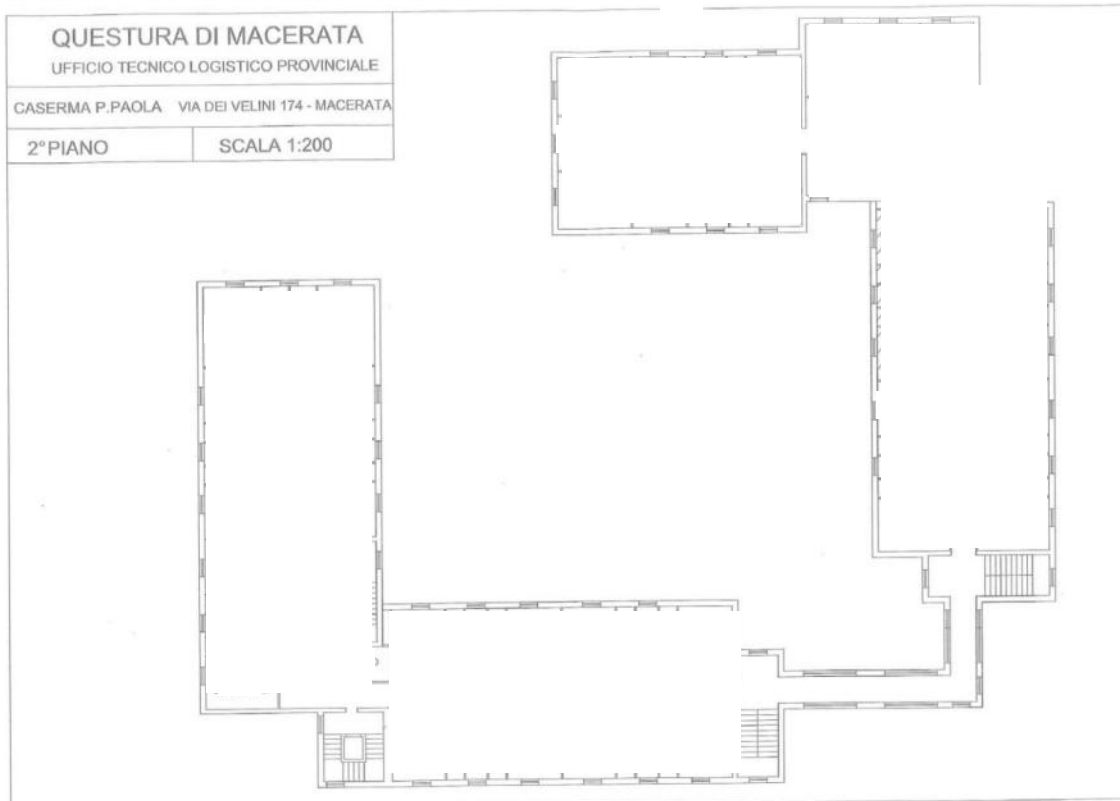 QUESTURA DI MACERATA
UFFICIO TECNICO LOGISTICO PROVINCIALE
CASERMA P.PAOLA VIA DEI VELINI 174 - MACERATA
2°PIANO SCALA 1:200